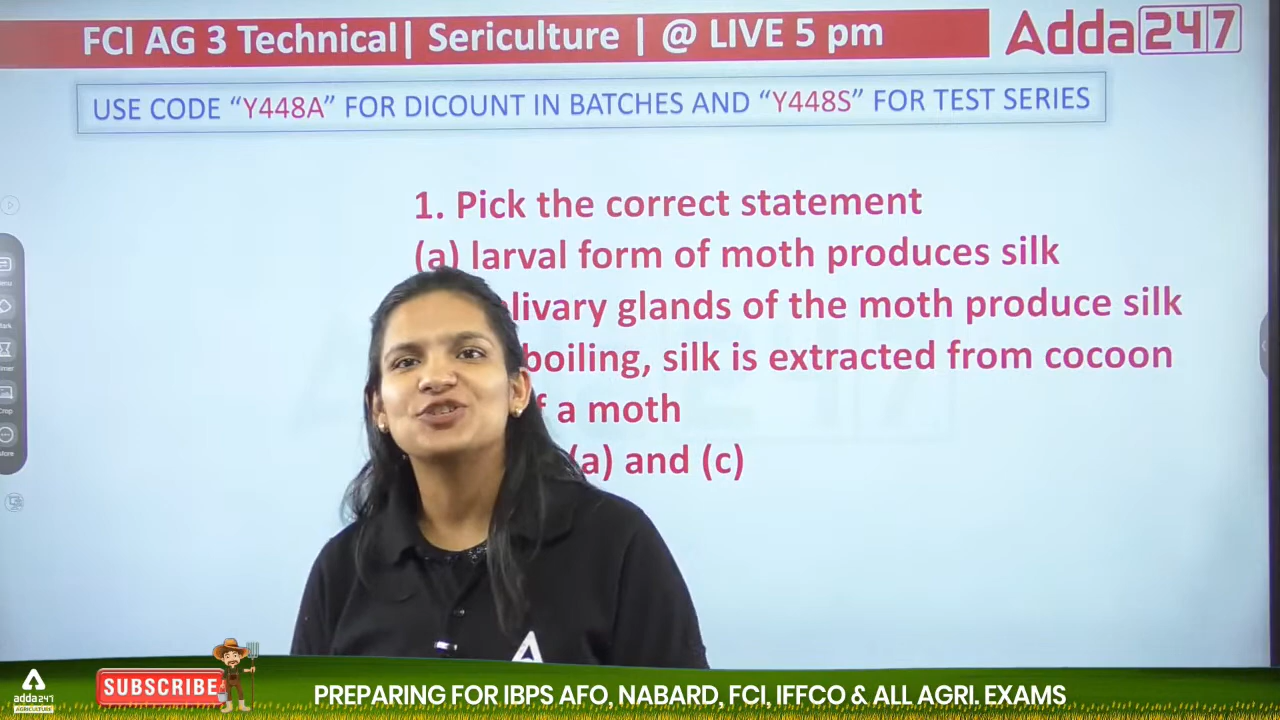 FCI AG 3 Technical| Sericulture | @ LIVE 5 pm
Adda 247
USE CODE “Y448A” FOR DICOUNT IN BATCHES AND “Y448S” FOR TEST SERIES
1. Pick the correct statement
(a) larval form of moth produces silk
glands of the moth produce silk
boiling, silk is extracted from cocoon
a moth
(a) and (c)
adda247
AGRICULTURE
SUBSCRIBE
PREPARING FOR IBPS AFO, NABARD, FCI, IFFCO & ALL AGRI. EXAMS